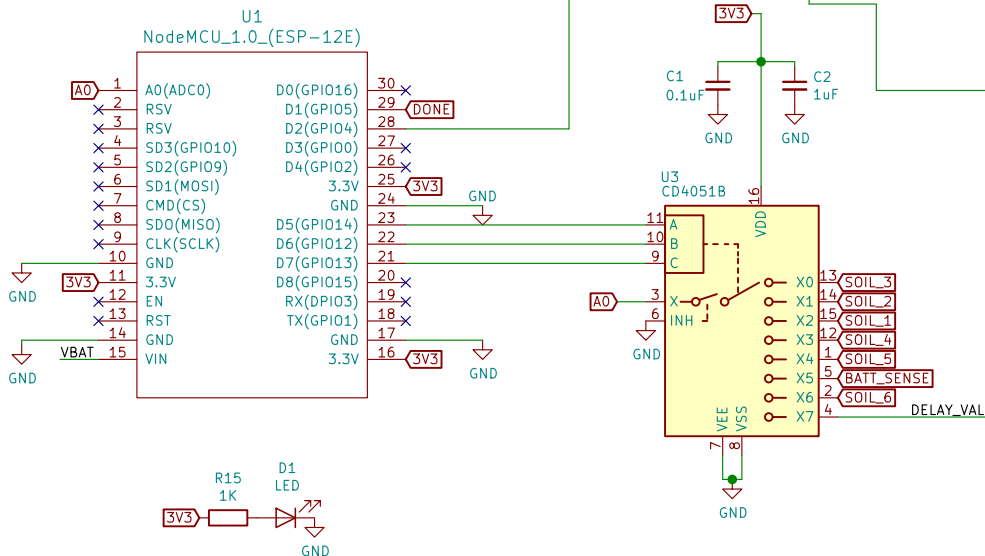 U1
NodeMCU_1.0_(ESP-12E)
A0 1 A0(ADC0)
2 RSV
3 RSV
4 SD3(GPIO10)
5 SD2(GPIO9)
6 SD1(MOSI)
7 CMD(CS)
8 SDO(MISO)
9 CLK(SCLK)
10 GND
GND
3V3 11 3.3V
12 EN
13 RST
14 GND
GND
VBAT 15 VIN
D0(GPIO16) 30
D1(GPIO5) 29 DONE
D2(GPIO4) 28
D3(GPIO0) 27
D4(GPIO2) 26
3.3V 25 3V3
GND 24 GND
D5(GPIO14) 23
D6(GPIO12) 22
D7(GPIO13) 21
D8(GPIO15) 20
RX(DPIO3) 19
TX(GPIO1) 18
GND 17
GND
3.3V 16 3V3
3V3
C1
0.1uF
GND
C2
1uF
GND
U3
CD4051B
16 VDD
11 A
10 B
9 C
A0 3 X
6 INH
GND
X0 13 SOIL_3
X1 14 SOIL_2
X2 15 SOIL_1
X3 12 SOIL_4
X4 1 SOIL_5
X5 5 BATT_SENSE
X6 2 SOIL_6
X7 4 DELAY_VAL
VEE 7
VSS 8
GND
R15
1K
D1
LED
3V3
GND